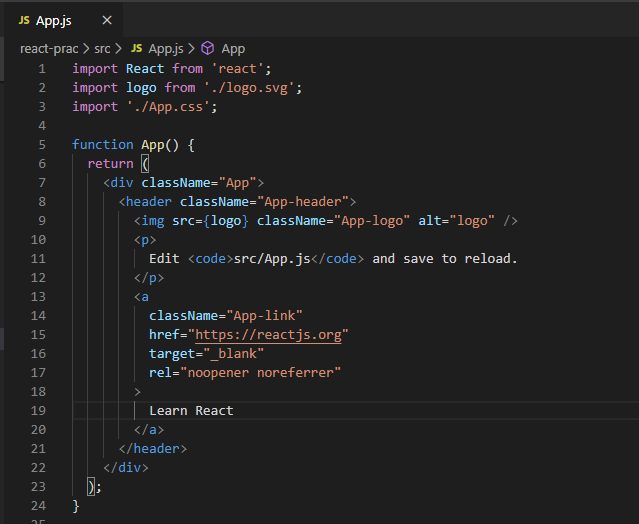 JS App.js ×
react-prac > src > JS App.js > App
1 import React from 'react';
2 import logo from './logo.svg';
3 import './App.css';
4
5 function App() {
6   return (
7     <div className="App">
8       <header className="App-header">
9         <img src={logo} className="App-logo" alt="logo" />
10         <p>
11           Edit <code>src/App.js</code> and save to reload.
12         </p>
13         <a
14           className="App-link"
15           href="https://reactjs.org"
16           target="_blank"
17           rel="noopener noreferrer"
18         >
19           Learn React
20         </a>
21       </header>
22     </div>
23   );
24 }
25